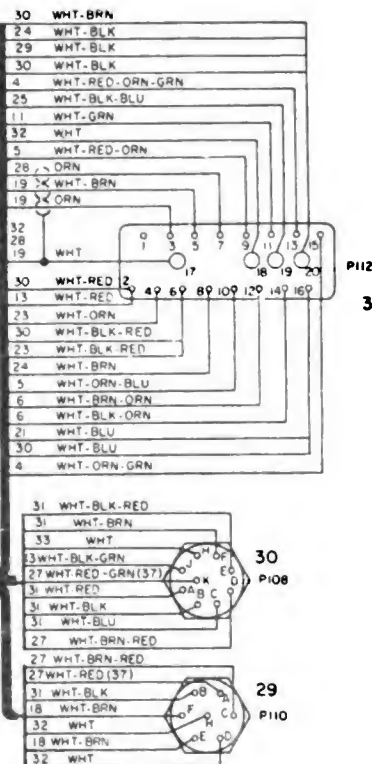 30 WHT-BRN
24 WHT-BLK
29 WHT-BLK
30 WHT-BLK
4 WHT-RED-ORN-GRN
25 WHT-BLK-BLU
11 WHT-GRN
32 WHT
5 WHT-RED-ORN
28 ORN
19 WHT-BRN
19 ORN
1 3 5 7 9 11 13 15
32
28
19 WHT
17 18 19 20
P112
3
30 WHT-RED 2 4 6 8 10 12 14 16
13 WHT-RED
23 WHT-ORN
30 WHT-BLK-RED
23 WHT-BLK-RED
24 WHT-BRN
5 WHT-ORN-BLU
6 WHT-BRN-ORN
6 WHT-BLK-ORN
21 WHT-BLU
30 WHT-BLU
4 WHT-ORN-GRN
31 WHT-BLK-RED
31 WHT-BRN
33 WHT
23 WHT-BLK-GRN
27 WHT-RED-GRN(37)
31 WHT-RED
31 WHT-BLK
31 WHT-BLU
27 WHT-BRN-RED
H F
J E
K D
A B C
30
P108
27 WHT-BRN-RED
27 WHT-RED(37)
31 WHT-BLK
18 WHT-BRN
32 WHT
18 WHT-BRN
32 WHT
B A
F H C
E D
29
P110